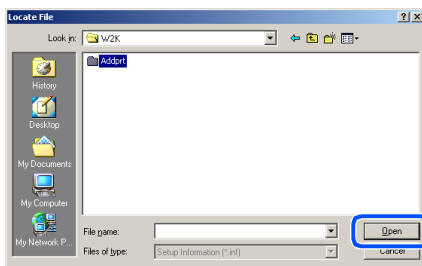 Locate File
Look in: W2K
Addprt
History
Desktop
My Documents
My Computer
My Network P...
File name:
Open
Files of type: Setup Information (*.inf)
Cancel